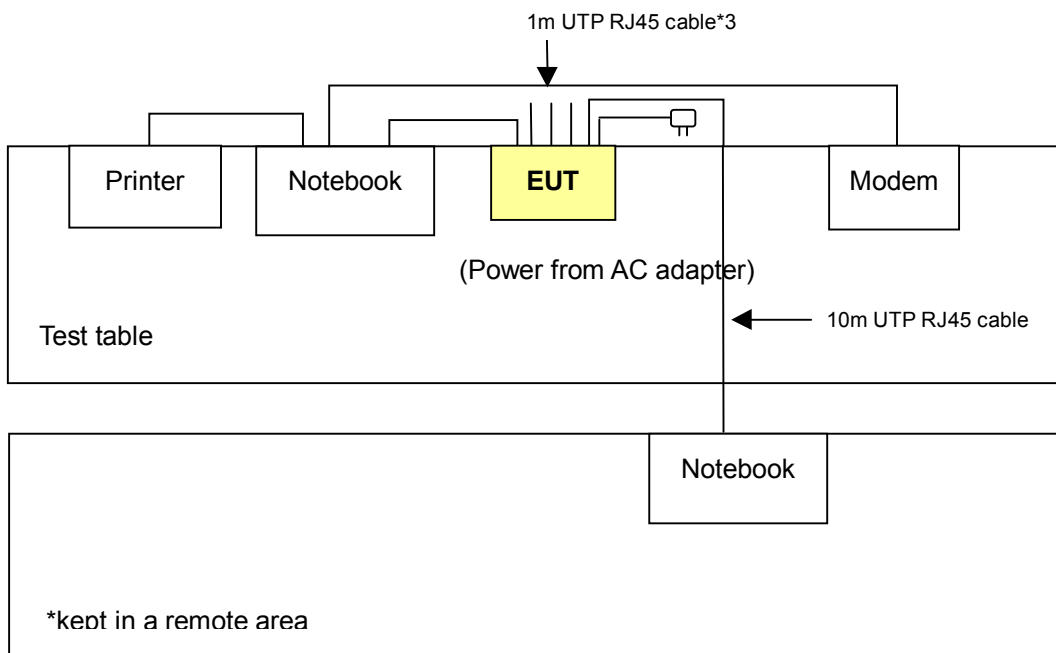 1m UTP RJ45 cable*3
Printer
Notebook
EUT
Modem
(Power from AC adapter)
10m UTP RJ45 cable
Test table
Notebook
*kept in a remote area